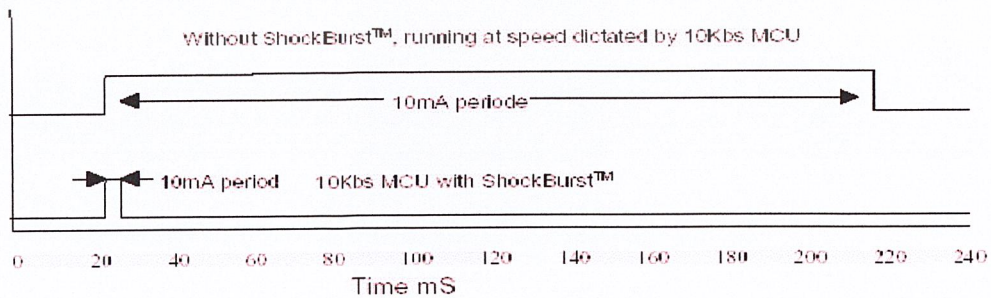 Without ShockBurst™, running at speed dictated by 10Kbs MCU
10mA periode
10mA period 10Kbs MCU with ShockBurst™
0 20 40 60 80 100 120 140 160 180 200 220 240
Time mS